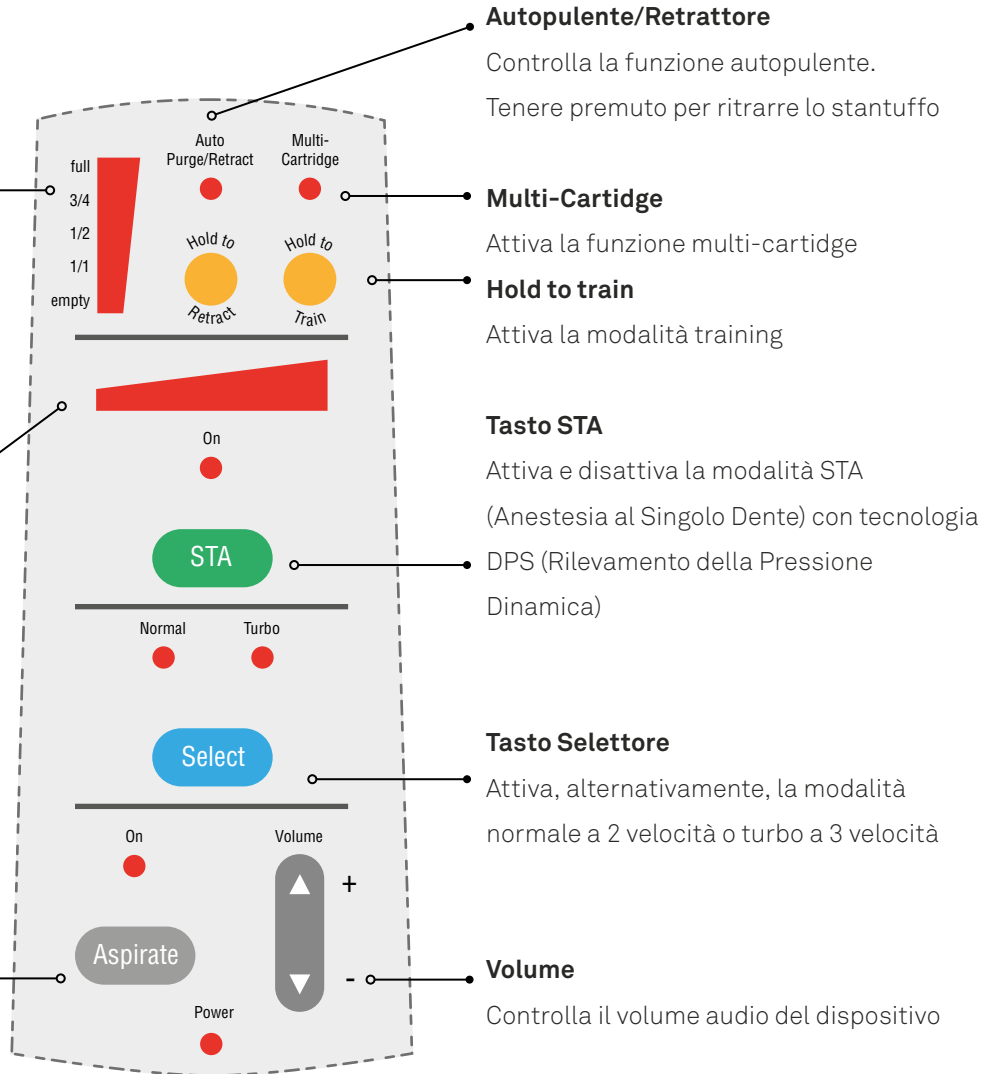 Autopulente/Retrattore
Controlla la funzione autopulente.
Tenere premuto per ritrarre lo stantuffo
Auto
Purge/Retract
Multi-
Cartridge
full
3/4
1/2
1/1
empty
Hold to
Retract
Hold to
Train
Multi-Cartidge
Attiva la funzione multi-cartidge
Hold to train
Attiva la modalità training
On
STA
Tasto STA
Attiva e disattiva la modalità STA
(Anestesia al Singolo Dente) con tecnologia
DPS (Rilevamento della Pressione
Dinamica)
Normal
Turbo
Select
Tasto Selettore
Attiva, alternativamente, la modalità
normale a 2 velocità o turbo a 3 velocità
On
Volume
+
Aspirate
-
Power
Volume
Controlla il volume audio del dispositivo